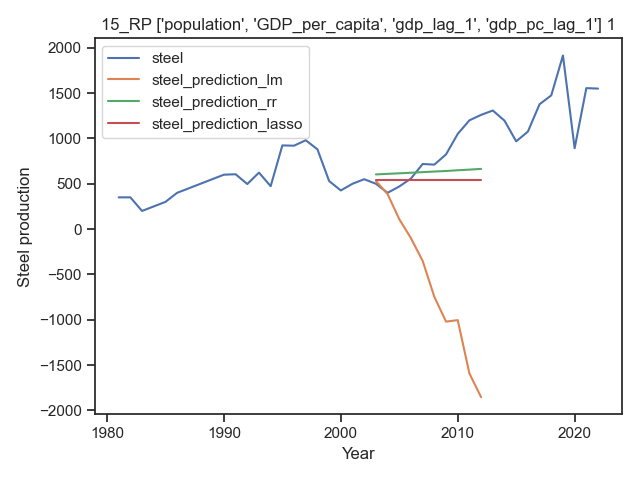 15_RP ['population', 'GDP_per_capita', 'gdp_lag_1', 'gdp_pc_lag_1'] 1
steel
steel_prediction_lm
steel_prediction_rr
steel_prediction_lasso
2000
1500
1000
500
0
−500
−1000
−1500
−2000
Steel production
1980
1990
2000
2010
2020
Year